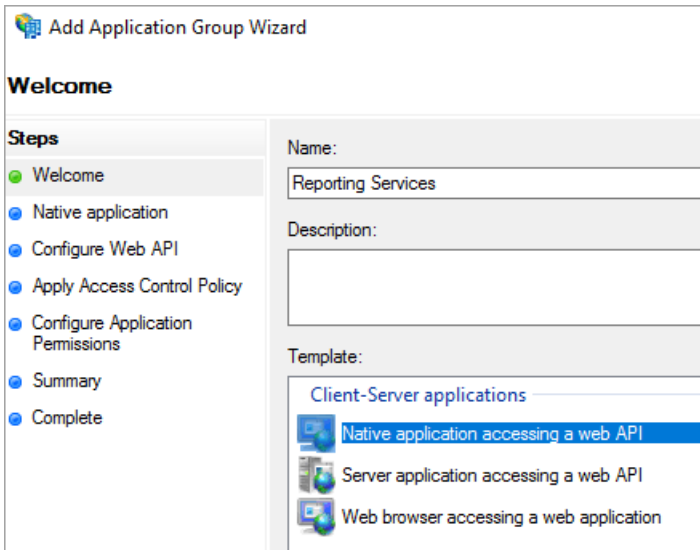 Add Application Group Wizard
Welcome
Steps
Welcome
Native application
Configure Web API
Apply Access Control Policy
Configure Application
Permissions
Summary
Complete
Name:
Reporting Services
Description:
Template:
Client-Server applications
Native application accessing a web API
Server application accessing a web API
Web browser accessing a web application